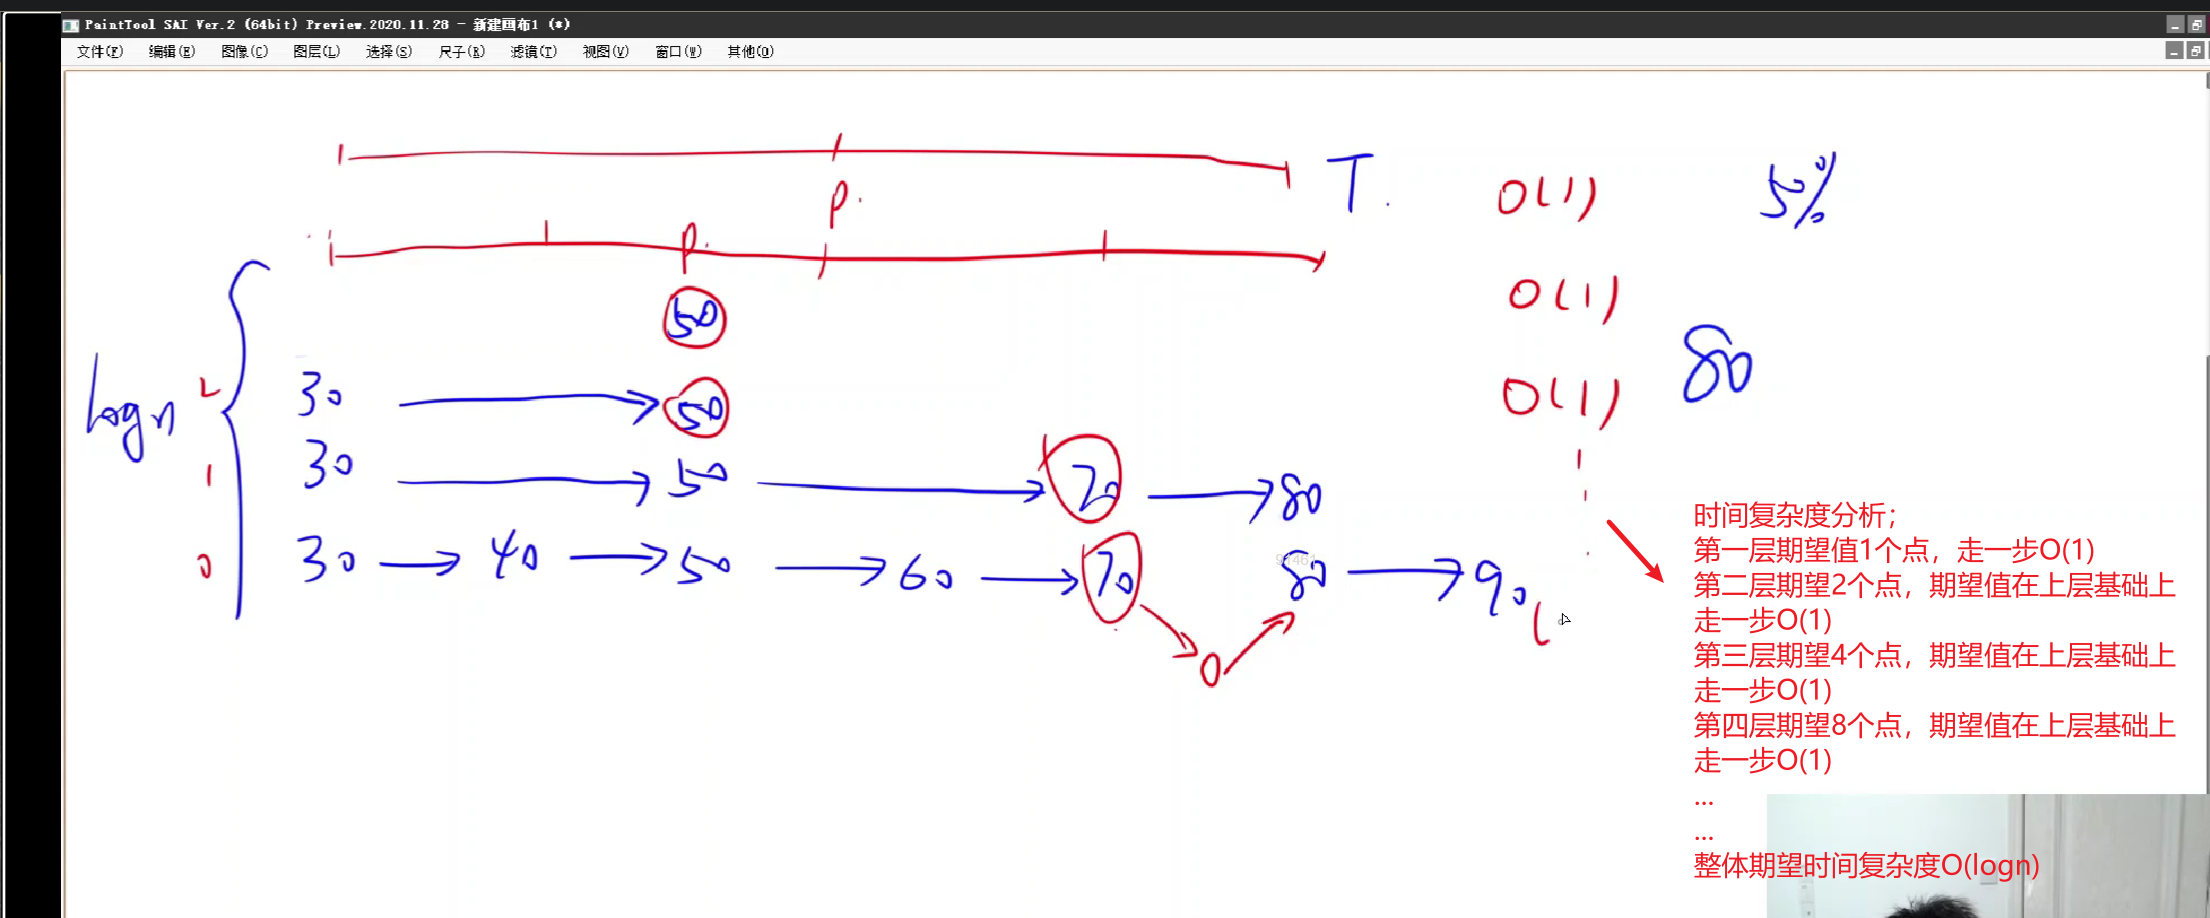 PaintTool SAI Ver.2 (64bit) Preview.2020.11.28 - 新建画布1 (*)
文件(F) 编辑(E) 图像(C) 图层(L) 选择(S) 尺子(R) 滤镜(T) 视图(V) 窗口(W) 其他(O)
T.
O(1)
50%
p.
p.
50
O(1)
80
logn
2
30
50
O(1)
1
30
50
70
80
0
30
40
50
60
70
80
90
0
时间复杂度分析；
第一层期望值1个点，走一步O(1)
第二层期望2个点，期望值在上层基础上
走一步O(1)
第三层期望4个点，期望值在上层基础上
走一步O(1)
第四层期望8个点，期望值在上层基础上
走一步O(1)
...
...
整体期望时间复杂度O(logn)